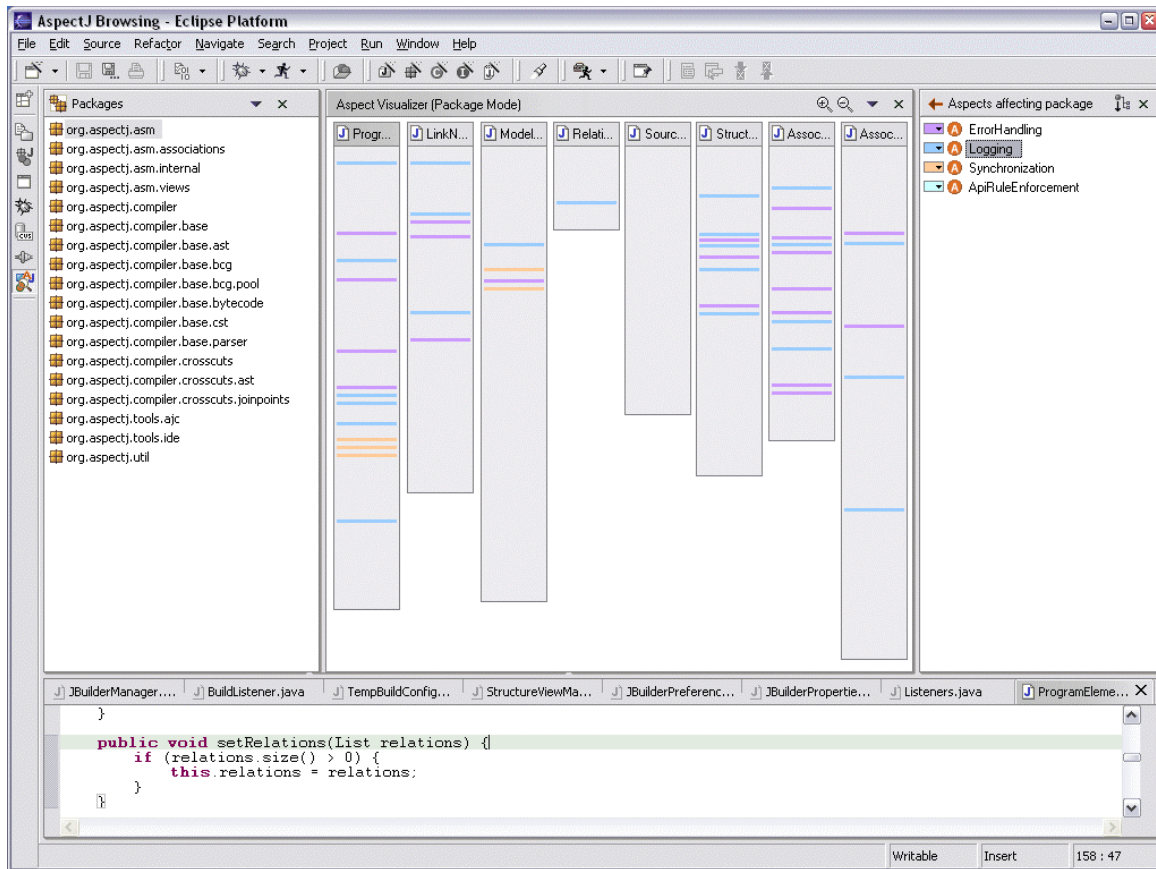 AspectJ Browsing - Eclipse Platform
File Edit Source Refactor Navigate Search Project Run Window Help
Packages
org.aspectj.asm
org.aspectj.asm.associations
org.aspectj.asm.internal
org.aspectj.asm.views
org.aspectj.compiler
org.aspectj.compiler.base
org.aspectj.compiler.base.ast
org.aspectj.compiler.base.bcg
org.aspectj.compiler.base.bcg.pool
org.aspectj.compiler.base.bytecode
org.aspectj.compiler.base.cst
org.aspectj.compiler.base.parser
org.aspectj.compiler.crosscuts
org.aspectj.compiler.crosscuts.ast
org.aspectj.compiler.crosscuts.joinpoints
org.aspectj.tools.ajc
org.aspectj.tools.ide
org.aspectj.util
Aspect Visualizer (Package Mode)
Progr... LinkN... Model... Relati... Sourc... Struct... Assoc... Assoc...
Aspects affecting package
ErrorHandling
Logging
Synchronization
ApiRuleEnforcement
JBuilderManager.... BuildListener.java TempBuildConfig... StructureViewMa... JBuilderPreferenc... JBuilderPropertie... Listeners.java ProgramEleme...
}
public void setRelations(List relations) {
if (relations.size() > 0) {
this.relations = relations;
}
}
Writable Insert 158 : 47